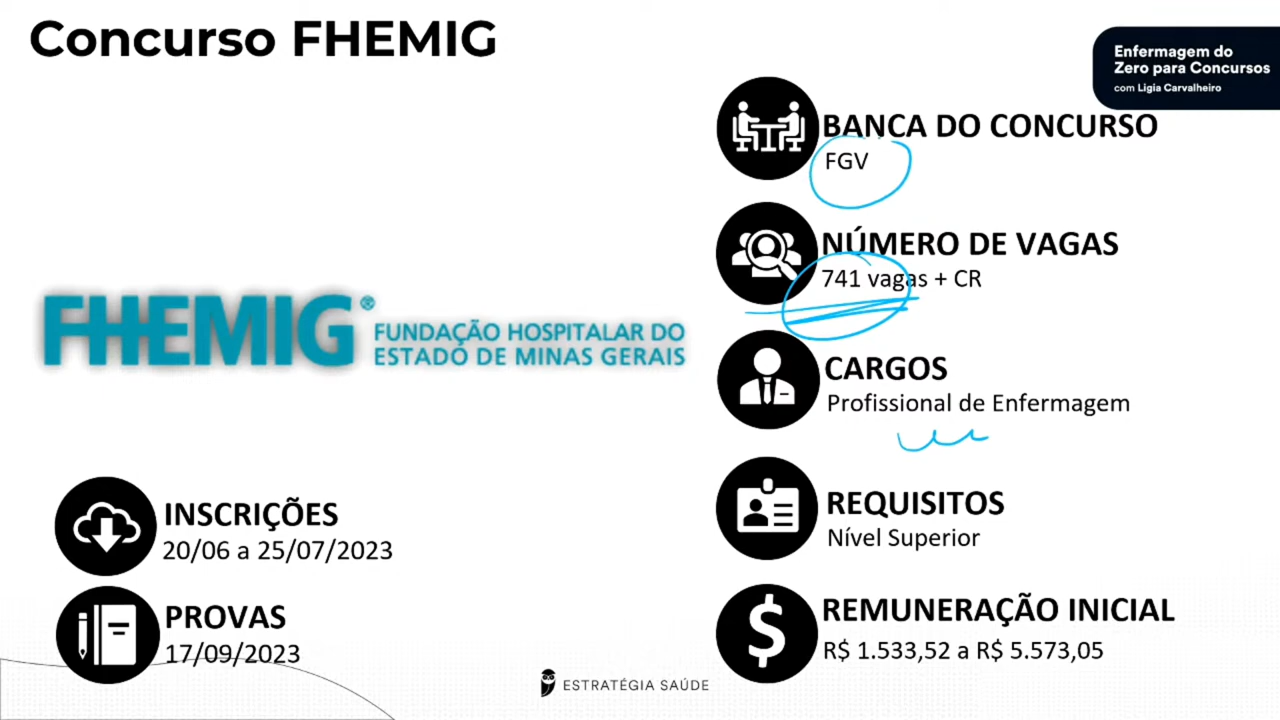 Concurso FHEMIG
Enfermagem do
Zero para Concursos
com Ligia Carvalheiro
BANCA DO CONCURSO
FGV
NÚMERO DE VAGAS
741 vagas + CR
FHEMIG®
FUNDAÇÃO HOSPITALAR DO
ESTADO DE MINAS GERAIS
CARGOS
Profissional de Enfermagem
INSCRIÇÕES
20/06 a 25/07/2023
REQUISITOS
Nível Superior
PROVAS
17/09/2023
REMUNERAÇÃO INICIAL
R$ 1.533,52 a R$ 5.573,05
ESTRATÉGIA SAÚDE